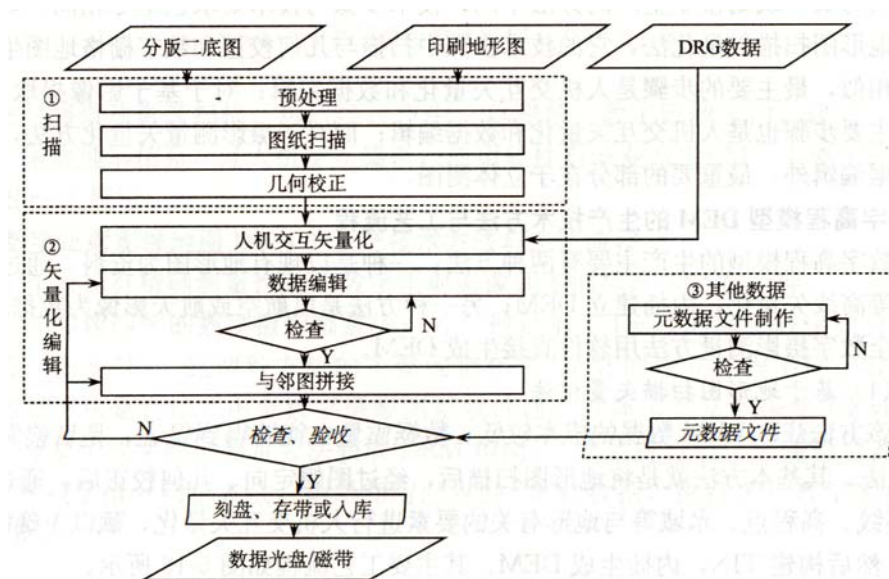 分版二底图
印刷地形图
DRG数据
①
扫描
预处理
图纸扫描
几何校正
②
矢量化编辑
人机交互矢量化
数据编辑
检查
N
Y
与邻图拼接
③其他数据
元数据文件制作
检查
N
Y
元数据文件
N
检查、验收
Y
刻盘、存带或入库
数据光盘/磁带